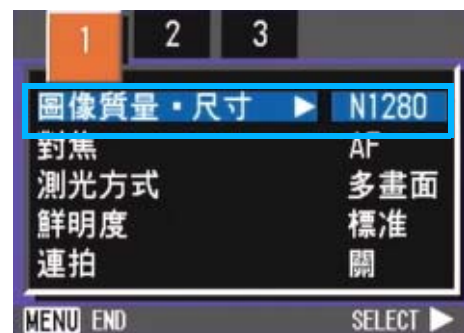 1 2 3
圖像質量・尺寸 ▶ N1280
對焦 AF
測光方式 多畫面
鮮明度 標准
連拍 關
MENU END SELECT ▶